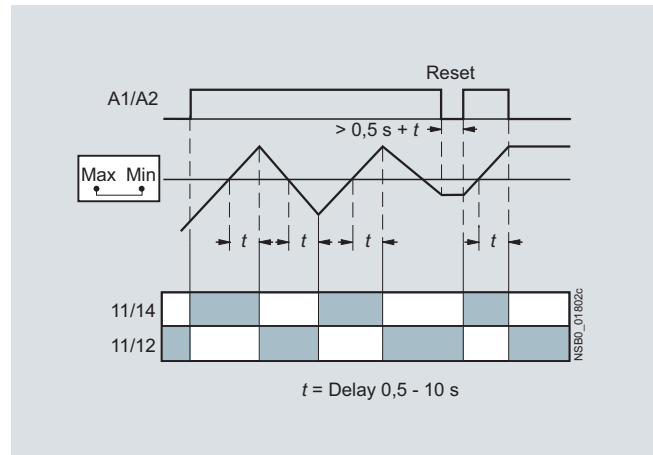 Reset
A1/A2
> 0,5 s + t
Max Min
t t t t
11/14
11/12
NSB0_01802c
t = Delay 0,5 - 10 s